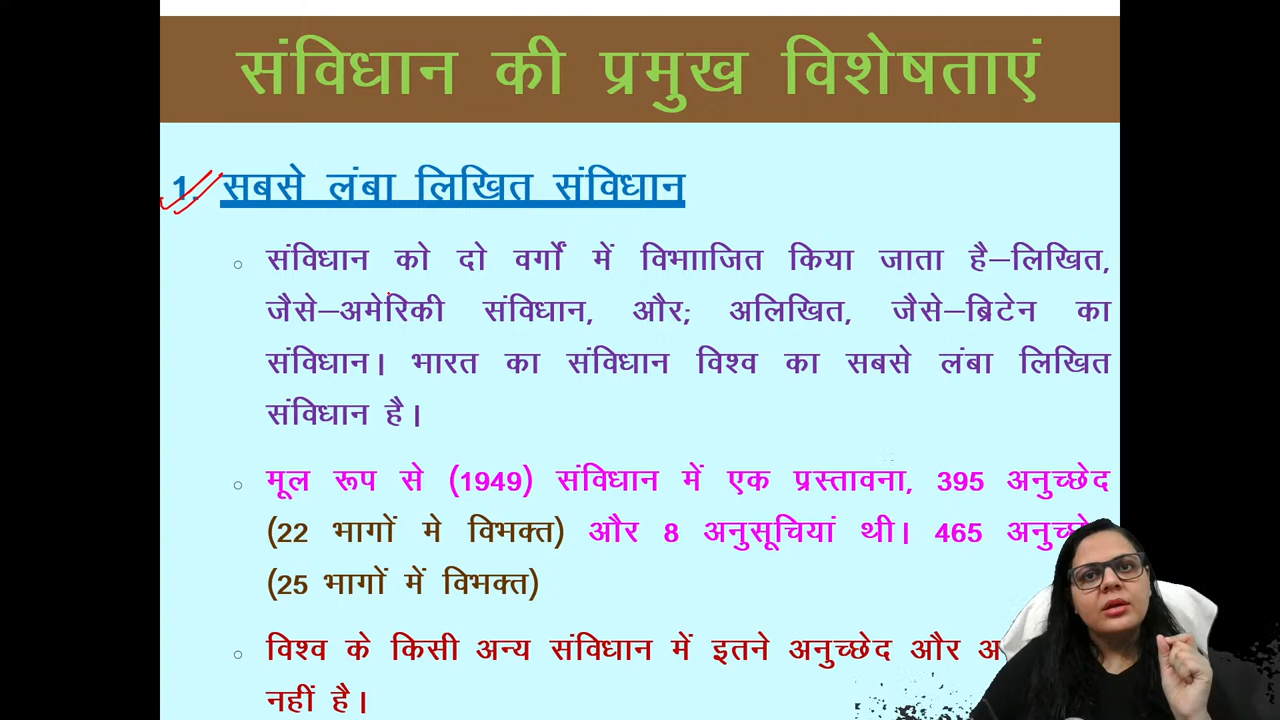 संविधान की प्रमुख विशेषताएं
1. सबसे लंबा लिखित संविधान
संविधान को दो वर्गों में विभााजित किया जाता है–लिखित,
जैसे–अमेरिकी संविधान, और; अलिखित, जैसे–ब्रिटेन का
संविधान। भारत का संविधान विश्व का सबसे लंबा लिखित
संविधान है।
मूल रूप से (1949) संविधान में एक प्रस्तावना, 395 अनुच्छेद
(22 भागों मे विभक्त) और 8 अनुसूचियां थी। 465
(25 भागों में विभक्त)
विश्व के किसी अन्य संविधान में इतने अनुच्छेद और
नहीं है।